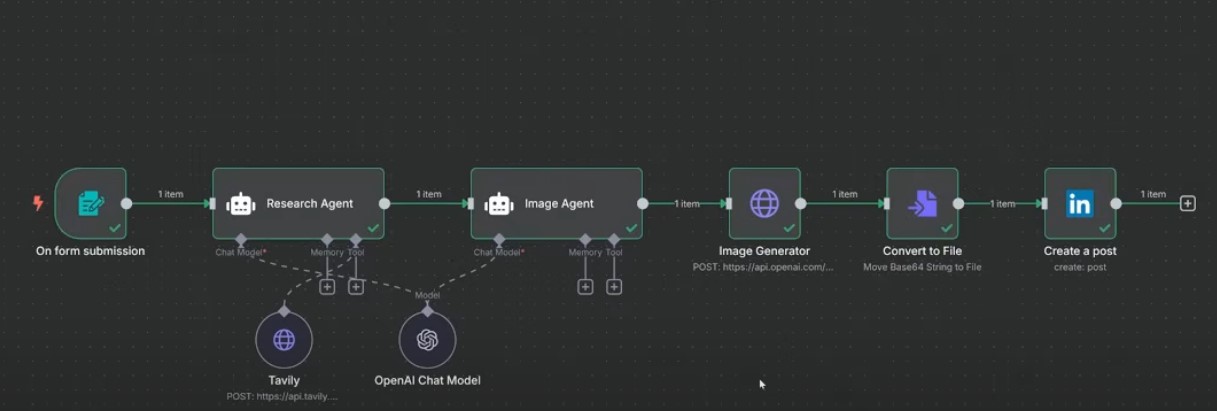 1 item
1 item
1 item
1 item
1 item
1 item
Research Agent
Image Agent
in
On form submission
Chat Model*
Memory
Tool
Chat Model*
Memory
Tool
Image Generator
POST: https://api.openai.com/...
Convert to File
Move Base64 String to File
Create a post
create: post
Model
Tavily
POST: https://api.tavily....
OpenAI Chat Model